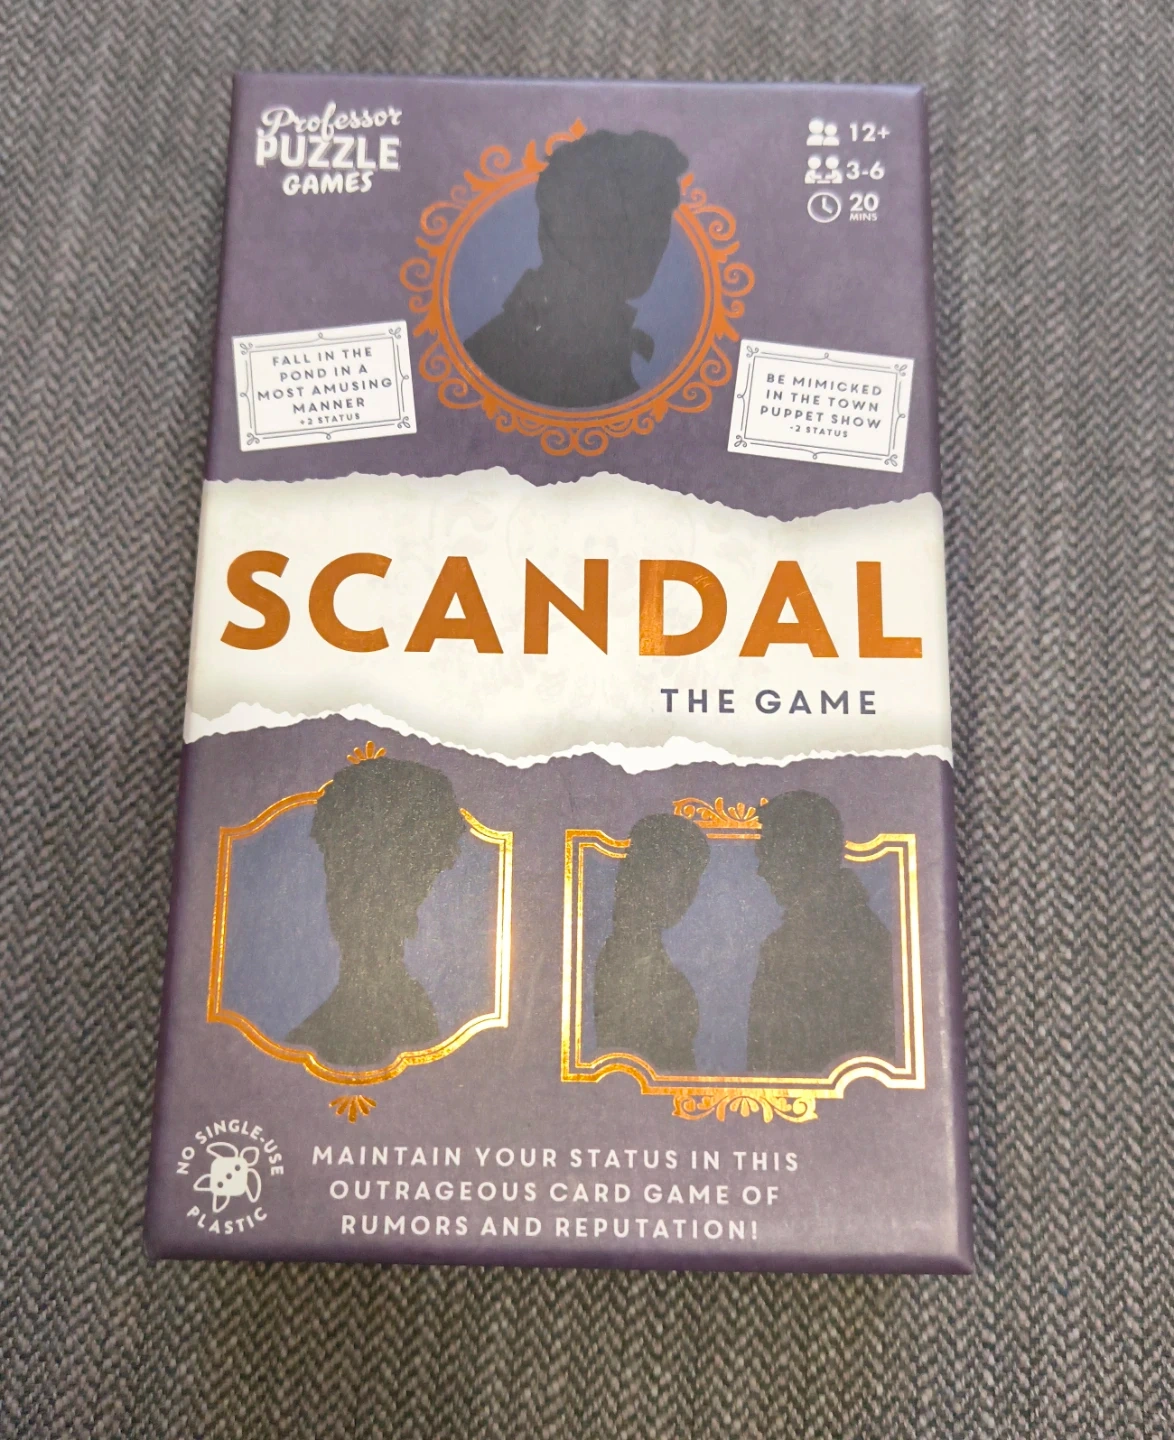 Professor
PUZZLE
GAMES
12+
3-6
20
MINS
FALL IN THE
POND IN A
MOST AMUSING
MANNER
+2 STATUS
BE MIMICKED
IN THE TOWN
PUPPET SHOW
-2 STATUS
SCANDAL
THE GAME
NO SINGLE-USE
PLASTIC
MAINTAIN YOUR STATUS IN THIS
OUTRAGEOUS CARD GAME OF
RUMORS AND REPUTATION!